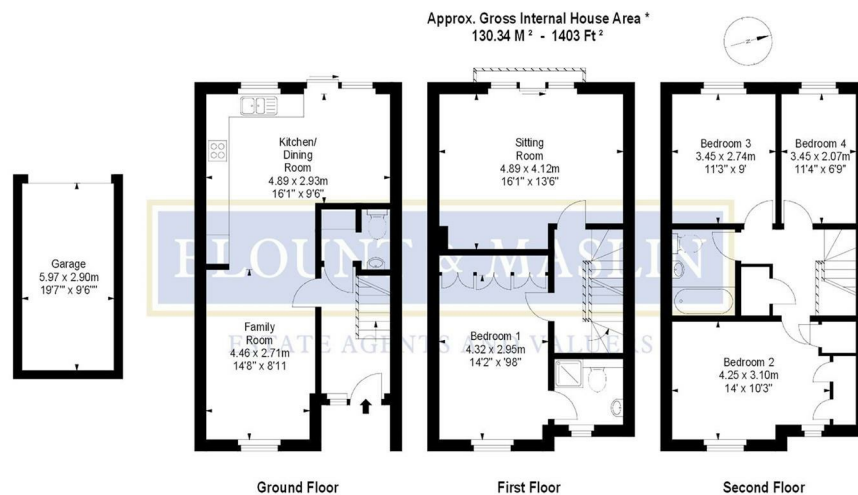 Approx. Gross Internal House Area *
130.34 M ² - 1403 Ft ²
N
Kitchen/
Dining
Room
4.89 x 2.93m
16'1" x 9'6"
Sitting
Room
4.89 x 4.12m
16'1" x 13'6"
Bedroom 3
3.45 x 2.74m
11'3" x 9'
Bedroom 4
3.45 x 2.07m
11'4" x 6'9"
Garage
5.97 x 2.90m
19'7'" x 9'6""
BLOUNT & MASLIN
ESTATE AGENTS AND VALUERS
Family
Room
4.46 x 2.71m
14'8" x 8'11
Bedroom 1
4.32 x 2.95m
14'2" x '98"
Bedroom 2
4.25 x 3.10m
14' x 10'3"
Ground Floor
First Floor
Second Floor